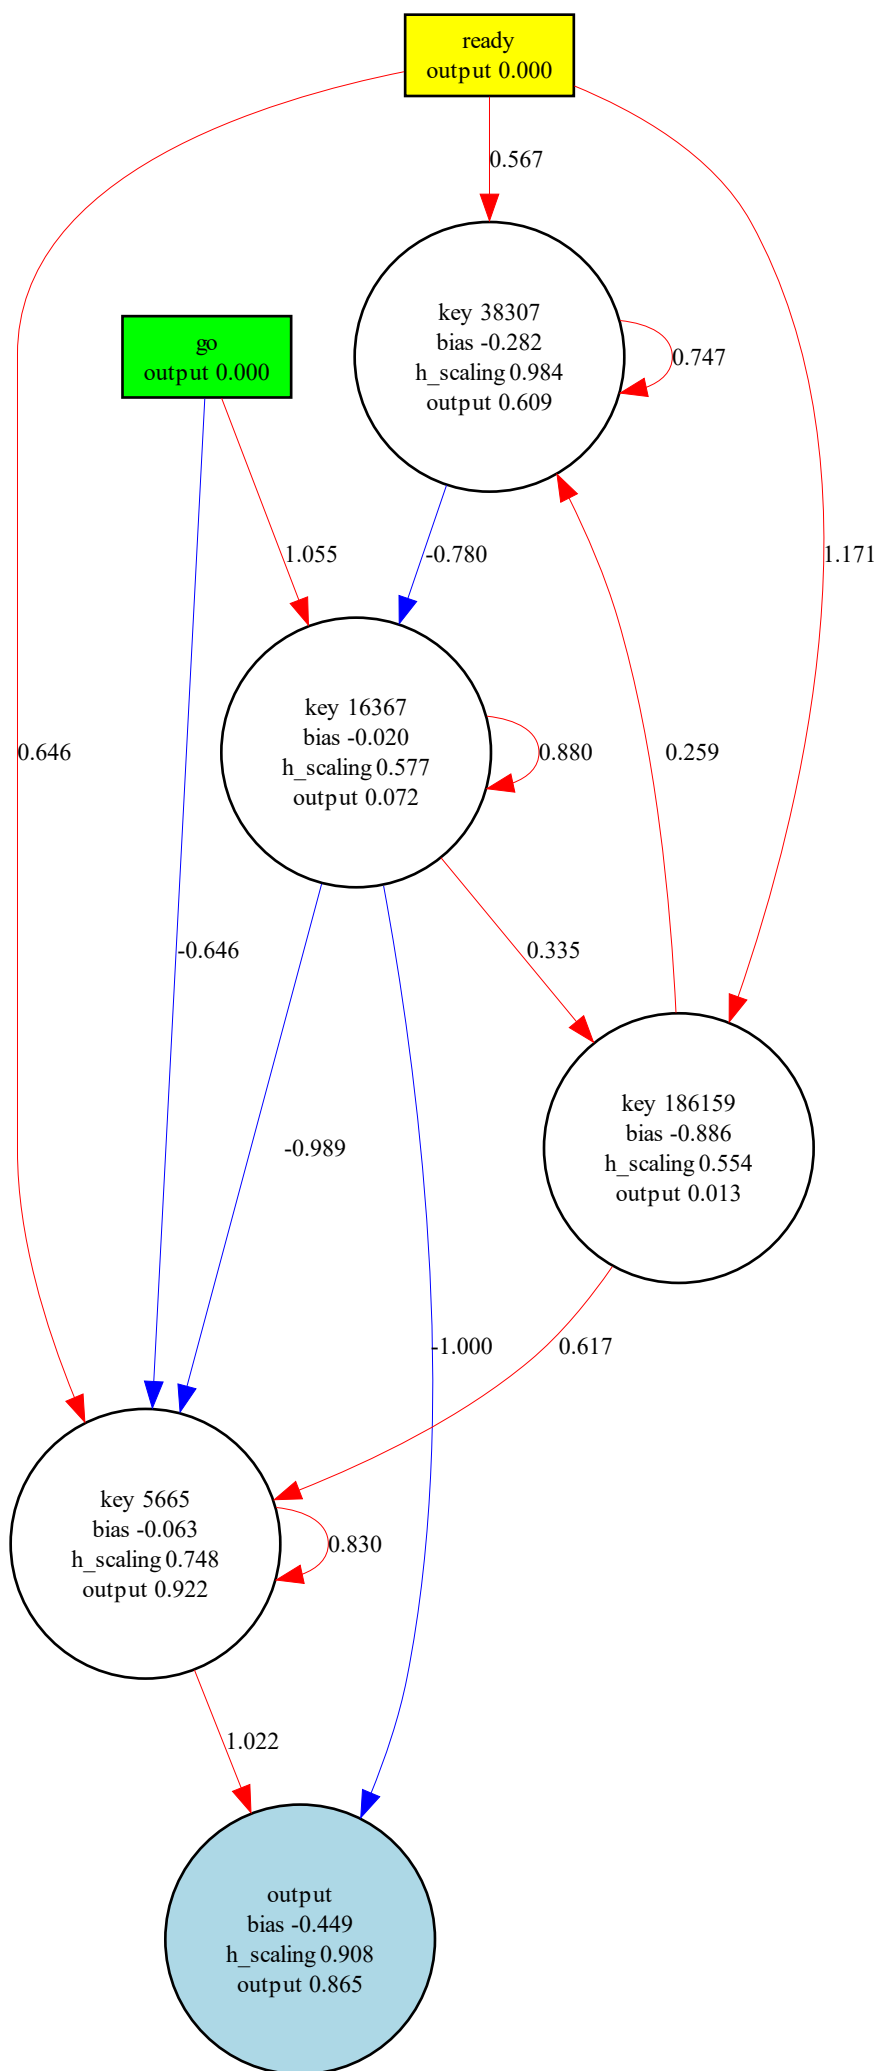 ready
output 0.000
0.567
go
output 0.000
key 38307
bias -0.282
h_scaling 0.984
output 0.609
0.747
1.055
-0.780
1.171
key 16367
bias -0.020
h_scaling 0.577
output 0.072
0.646
0.880
0.259
-0.646
0.335
key 186159
bias -0.886
h_scaling 0.554
output 0.013
-0.989
-1.000
0.617
key 5665
bias -0.063
h_scaling 0.748
output 0.922
0.830
1.022
output
bias -0.449
h_scaling 0.908
output 0.865